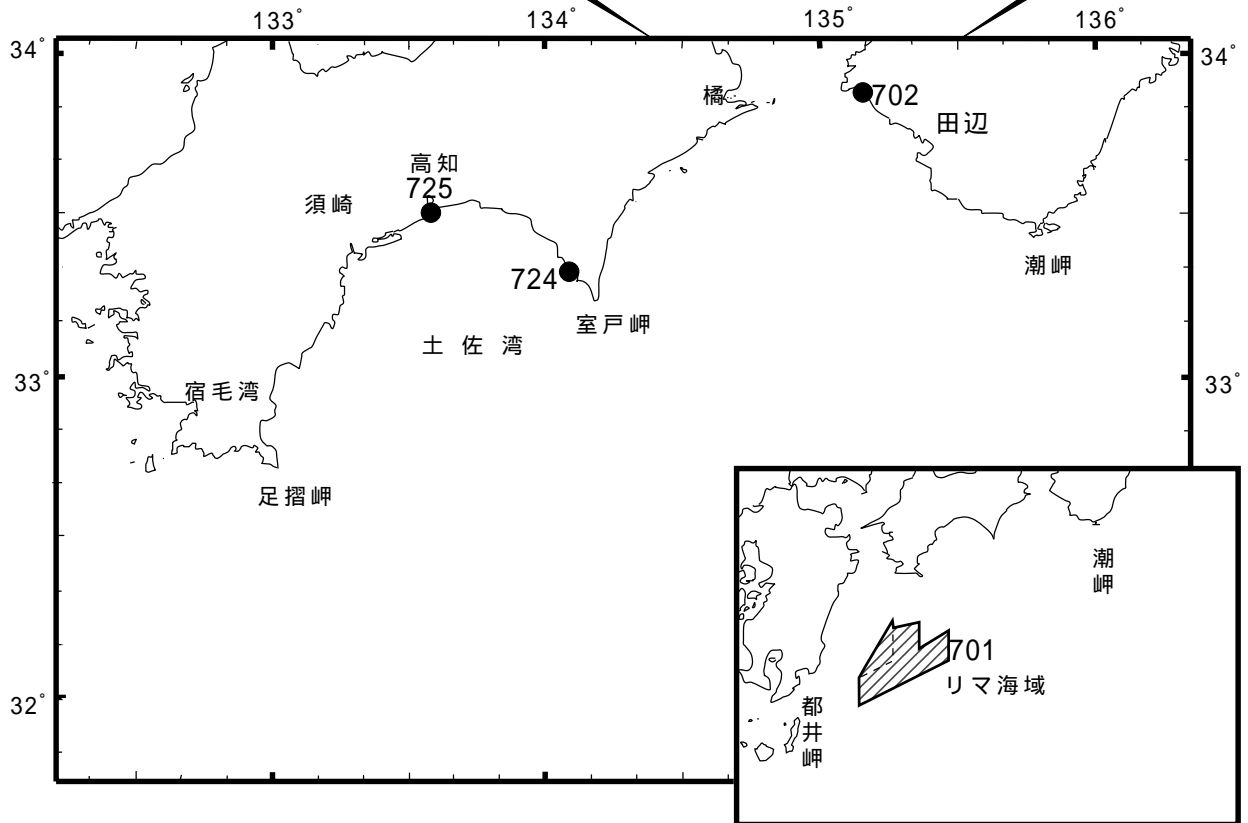 133°
134°
135°
136°
34°
34°
橘
702
田辺
高知
725
須崎
潮岬
724
室戸岬
土佐湾
33°
33°
宿毛湾
足摺岬
潮岬
701
リマ海域
32°
都井岬